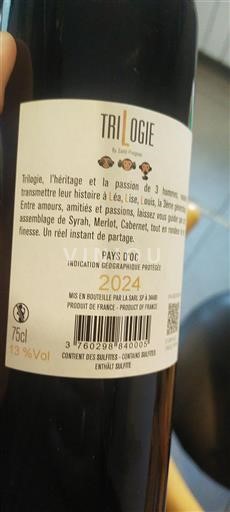 TRILOGIE
By Saint-Preignan
Trilogie, l'héritage et la passion de 3 hommes,
transmettre leur histoire à Léa, Lise, Louis, la 3ème
Entre amours, amitiés et passions, laissez vous guider
assemblage de Syrah, Merlot, Cabernet, tout en
finesse. Un réel instant de partage.
PAYS D'OC
INDICATION GÉOGRAPHIQUE PROTÉGÉE
2024
MIS EN BOUTEILLE PAR LA SARL SP À 34480
PRODUIT DE FRANCE - PRODUCT OF FRANCE
75cl
13 %Vol
3 760298 840005
CONTIENT DES SULFITES - CONTAINS SULFITES
ENTHÄLT SULFITE